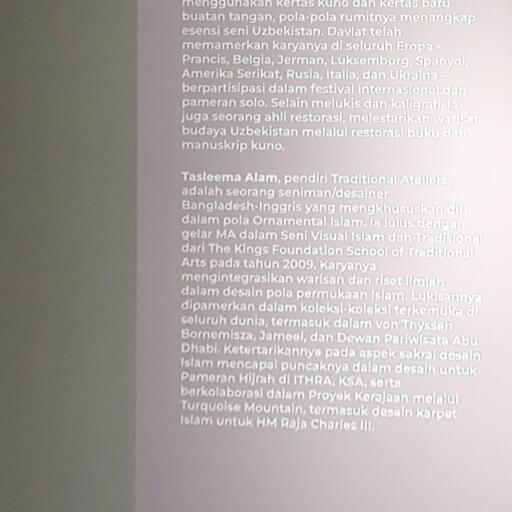 menggunakan kertas kuno dan kertas baru
buatan tangan, pola-pola rumitnya menangkap
esensi seni Uzbekistan. Davlat telah
memamerkan karyanya di seluruh Eropa -
Prancis, Belgia, Jerman, Luksemburg, Spanyol,
Amerika Serikat, Rusia, Italia, dan Ukraina -
berpartisipasi dalam festival internasional dan
pameran solo. Selain melukis dan kaligrafi, ia
juga seorang ahli restorasi, melestarikan warisan
budaya Uzbekistan melalui restorasi buku dan
manuskrip kuno.
Tasleema Alam, pendiri Traditional Ateliers,
adalah seorang seniman/desainer
Bangladesh-Inggris yang mengkhususkan diri
dalam pola Ornamental Islam. Ia lulus dengan
gelar MA dalam Seni Visual Islam dan Tradisional
dari The Kings Foundation School of Traditional
Arts pada tahun 2009. Karyanya
mengintegrasikan warisan dan riset ilmiah
dalam desain pola permukaan Islam. Lukisannya
dipamerkan dalam koleksi-koleksi terkemuka di
seluruh dunia, termasuk dalam von Thyssen
Bornemisza, Jameel, dan Dewan Pariwisata Abu
Dhabi. Ketertarikannya pada aspek sakral desain
Islam mencapai puncaknya dalam desain untuk
Pameran Hijrah di ITHRA, KSA, serta
berkolaborasi dalam Proyek Kerajaan melalui
Turquoise Mountain, termasuk desain karpet
Islam untuk HM Raja Charles III.